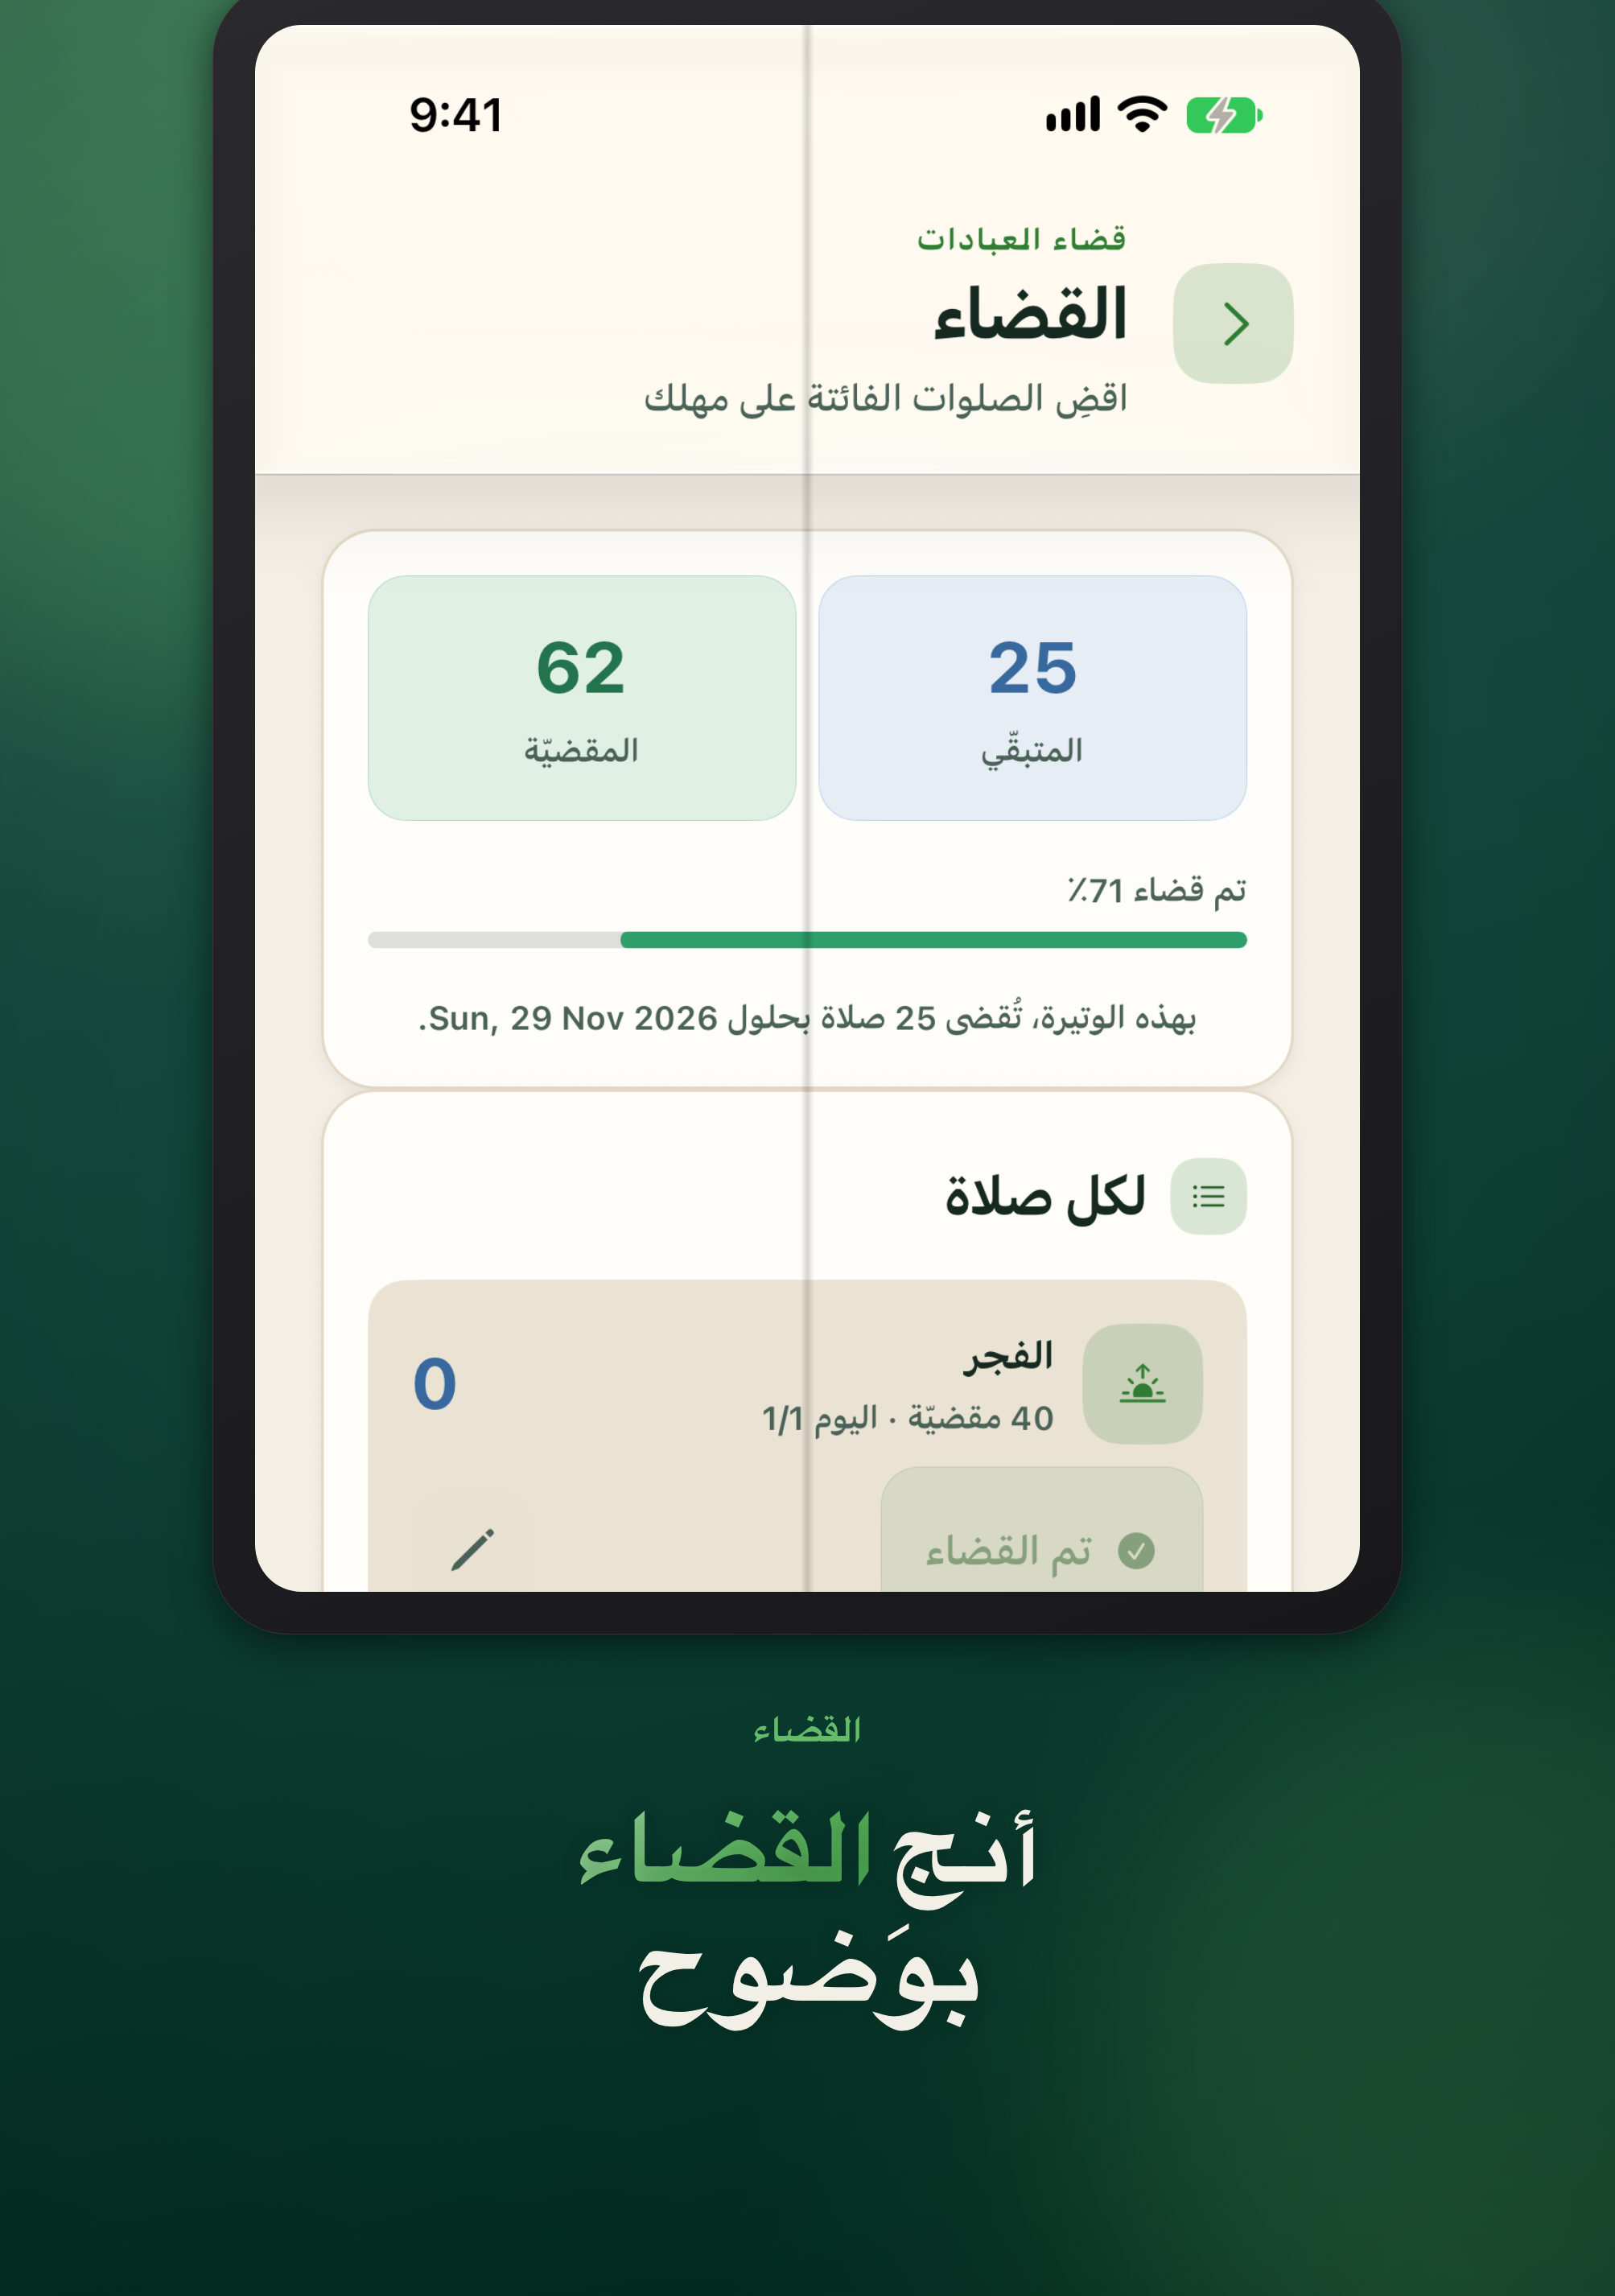 9:41
قضاء العبادات
القضاء
اقضِ الصلوات الفائتة على مهلك
25
المتبقّي
62
المقضيّة
تم قضاء 71٪
بهذه الوتيرة، تُقضى 25 صلاة بحلول Sun, 29 Nov 2026.
لكل صلاة
الفجر
40 مقضيّة · اليوم 1/1
0
تم القضاء
القضاء
أنجِ القضاء
بوَضوح